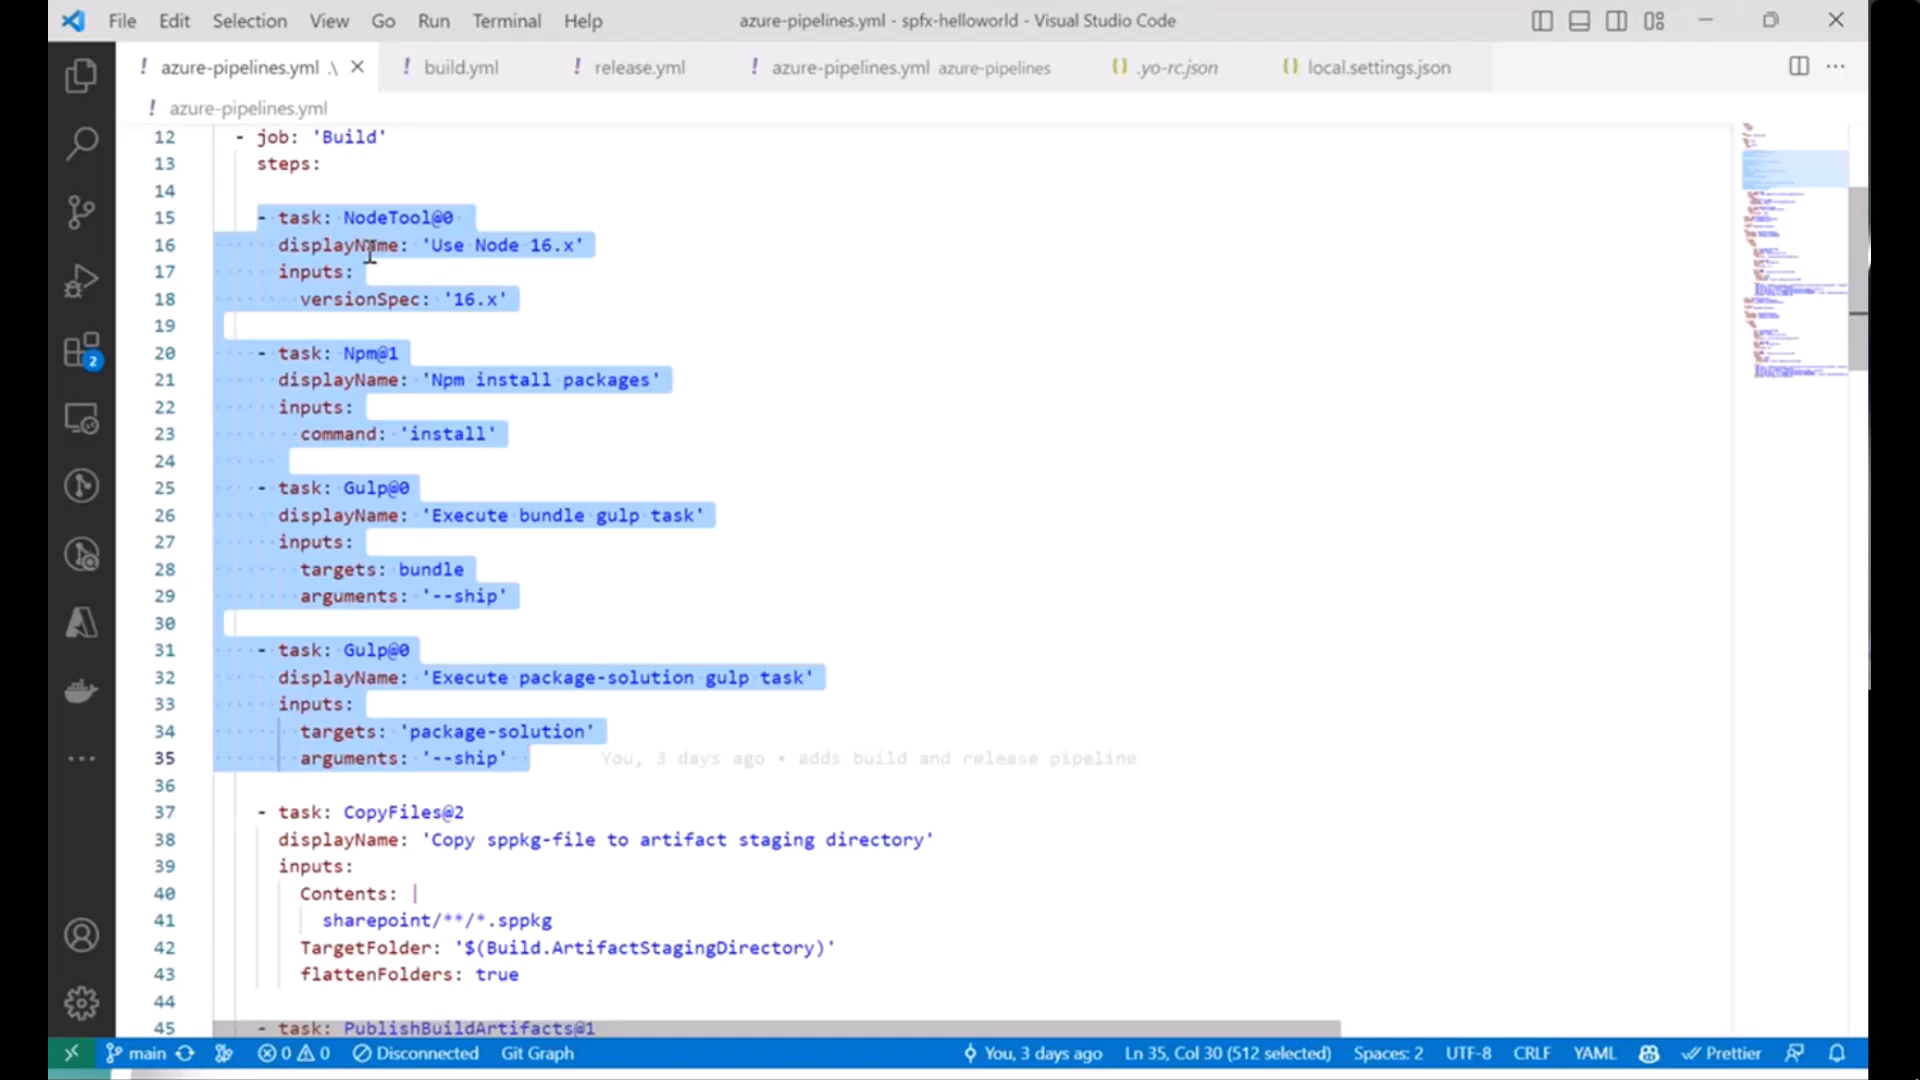 File Edit Selection View Go Run Terminal Help azure-pipelines.yml - spfx-helloworld - Visual Studio Code
! azure-pipelines.yml .\ ! build.yml ! release.yml ! azure-pipelines.yml azure-pipelines {} .yo-rc.json {} local.settings.json
! azure-pipelines.yml
12 - job: 'Build'
13 steps:
14
15 - task: NodeTool@0
16 displayName: 'Use Node 16.x'
17 inputs:
18 versionSpec: '16.x'
19
20 - task: Npm@1
21 displayName: 'Npm install packages'
22 inputs:
23 command: 'install'
24
25 - task: Gulp@0
26 displayName: 'Execute bundle gulp task'
27 inputs:
28 targets: bundle
29 arguments: '--ship'
30
31 - task: Gulp@0
32 displayName: 'Execute package-solution gulp task'
33 inputs:
34 targets: 'package-solution'
35 arguments: '--ship' You, 3 days ago • adds build and release pipeline
36
37 - task: CopyFiles@2
38 displayName: 'Copy sppkg-file to artifact staging directory'
39 inputs:
40 Contents: |
41 sharepoint/**/*.sppkg
42 TargetFolder: '$(Build.ArtifactStagingDirectory)'
43 flattenFolders: true
44
45 - task: PublishBuildArtifacts@1
2
main 0 0 Disconnected Git Graph You, 3 days ago Ln 35, Col 30 (512 selected) Spaces: 2 UTF-8 CRLF YAML Prettier